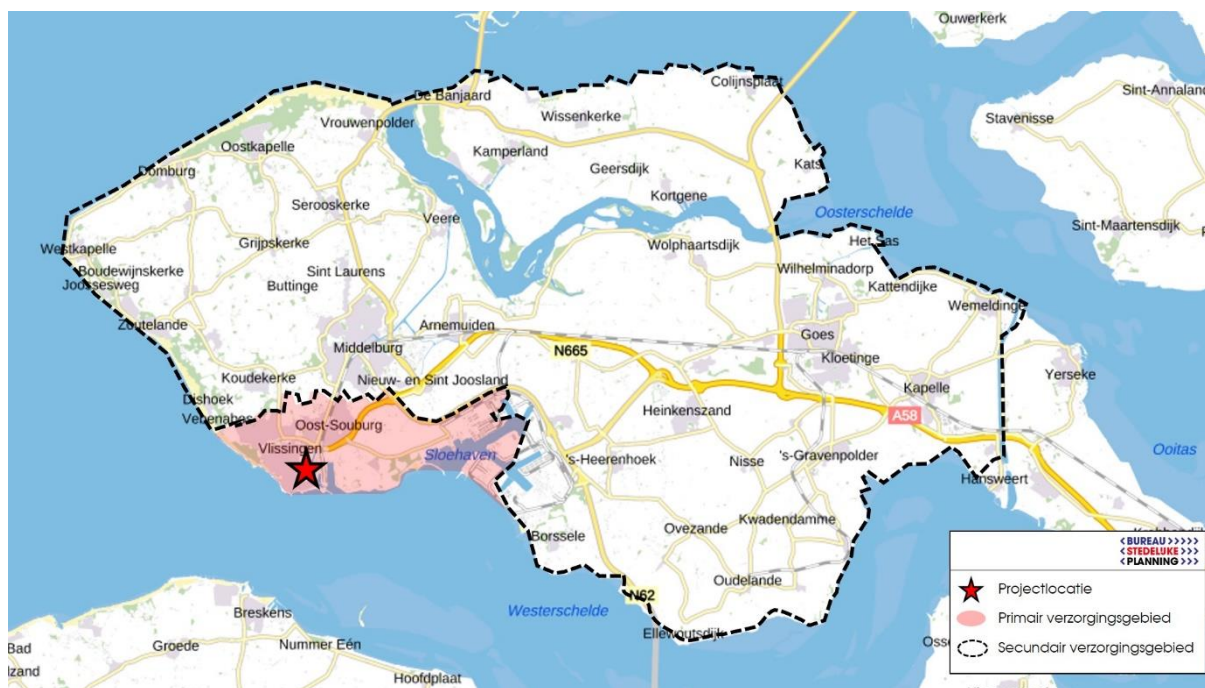 Ouwerkerk
De Banjaard
Colijnsplaat
Sint-Annaland
Wissenkerke
Stavenisse
Vrouwenpolder
Oostkapelle
Kamperland
Geersdijk
Kats
Domburg
Kortgene
Serooskerke
Veere
Oosterschelde
Sint-Maartensdijk
Westkapelle
Grijpskerke
Wolphaartsdijk
Het Sas
Boudewijnskerke
Sint Laurens
Wilhelminadorp
Joossesweg
Buttinge
Kattendijke
Wemeldinge
Zoutelande
Arnemuiden
Goes
Middelburg
N665
Kloetinge
Yerseke
Koudekerke
Nieuw- en Sint Joosland
Kapelle
Dishoek
Heinkenszand
A58
Oost-Souburg
Vlissingen
Sloehaven
's-Heerenhoek
Nisse
's-Gravenpolder
Ooitas
Hansweert
Kwadendamme
Borssele
Ovezande
Oudelande
N62
Westerschelde
Breskens
Ellewoutsdijk
Bad
Groede
Nummer Eén
Osse
lzand
Hoofdplaat
BUREAU
STEDELIJKE
PLANNING
Projectlocatie
Primair verzorgingsgebied
Secundair verzorgingsgebied